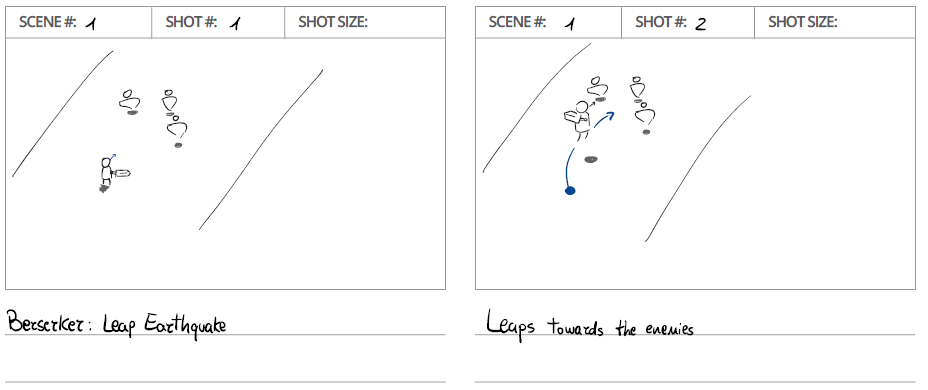 SCENE #: 1 SHOT #: 1 SHOT SIZE:
Berserker: Leap Earthquake
SCENE #: 1 SHOT #: 2 SHOT SIZE:
Leaps towards the enemies